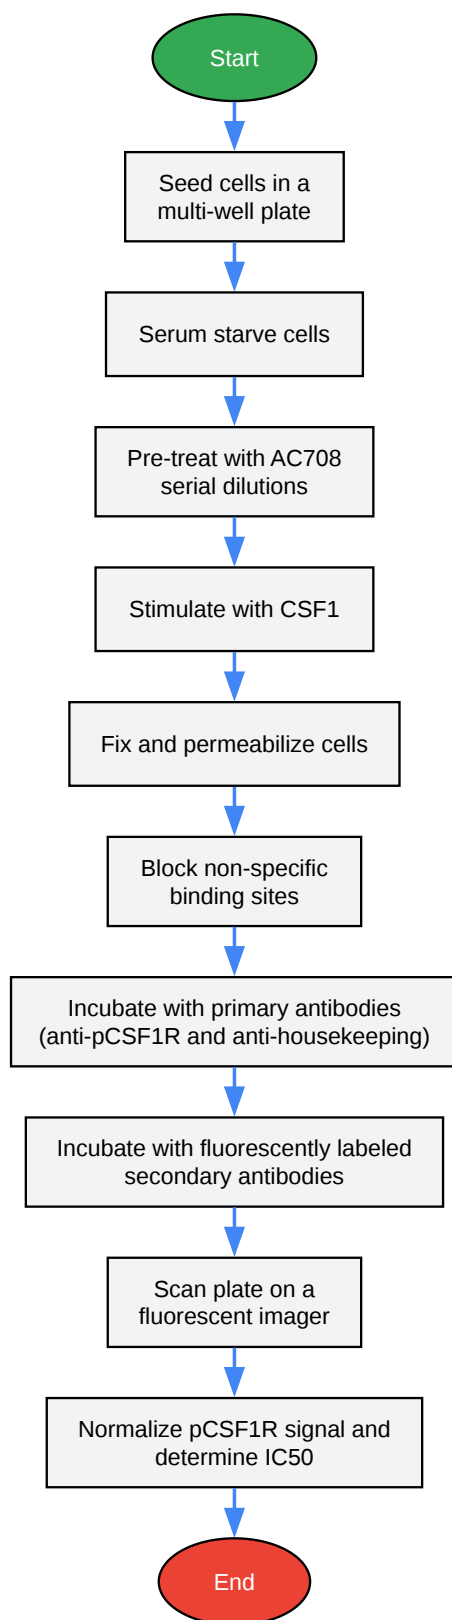 Start
Seed cells in a
multi-well plate
Serum starve cells
Pre-treat with AC708
serial dilutions
Stimulate with CSF1
Fix and permeabilize cells
Block non-specific
binding sites
Incubate with primary antibodies
(anti-pCSF1R and anti-housekeeping)
Incubate with fluorescently labeled
secondary antibodies
Scan plate on a
fluorescent imager
Normalize pCSF1R signal and
determine IC50
End